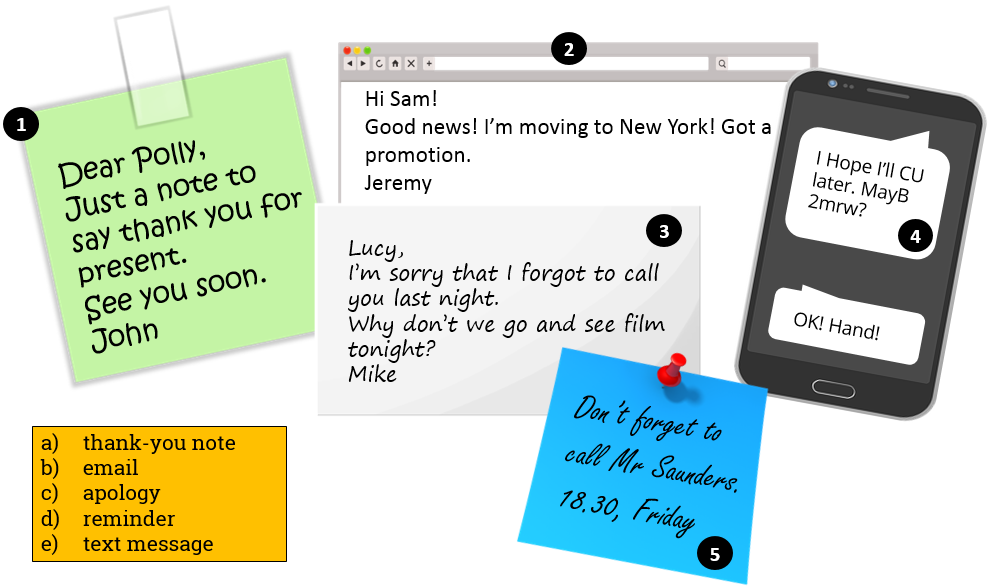 1
Dear Polly,
Just a note to
say thank you for
present.
See you soon.
John
2
Hi Sam!
Good news! I'm moving to New York! Got a
promotion.
Jeremy
3
Lucy,
I'm sorry that I forgot to call
you last night.
Why don't we go and see film
tonight?
Mike
I Hope I'll CU
later. MayB
2mrw?
4
OK! Hand!
Don't forget to
call Mr Saunders.
18.30, Friday
5
a) thank-you note
b) email
c) apology
d) reminder
e) text message